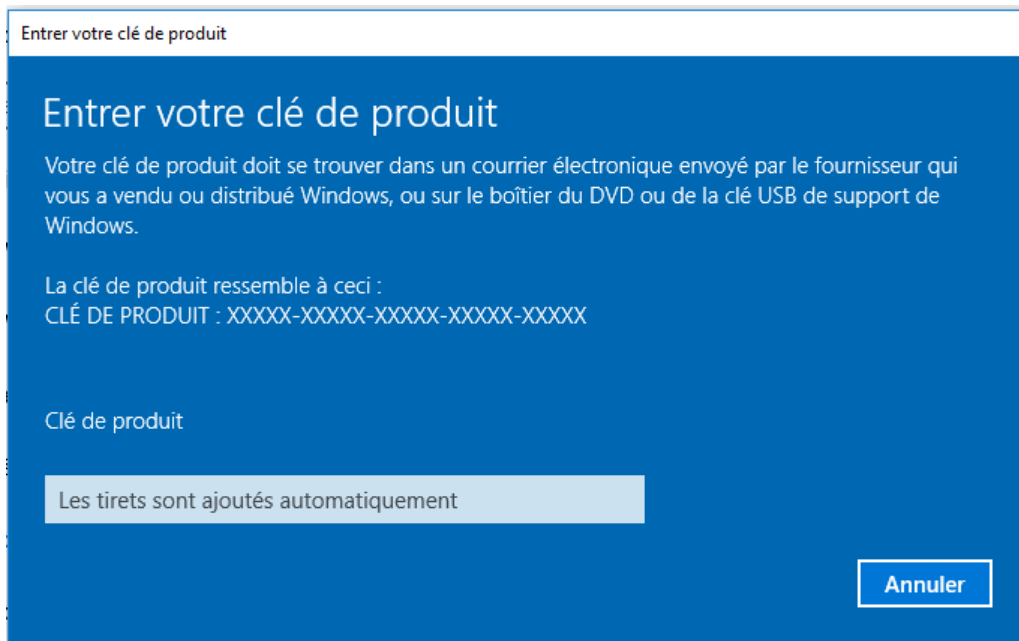 Entrer votre clé de produit
Entrer votre clé de produit
Votre clé de produit doit se trouver dans un courrier électronique envoyé par le fournisseur qui
vous a vendu ou distribué Windows, ou sur le boîtier du DVD ou de la clé USB de support de
Windows.
La clé de produit ressemble à ceci :
CLÉ DE PRODUIT : XXXXX-XXXXX-XXXXX-XXXXX-XXXXX
Clé de produit
Les tirets sont ajoutés automatiquement
Annuler